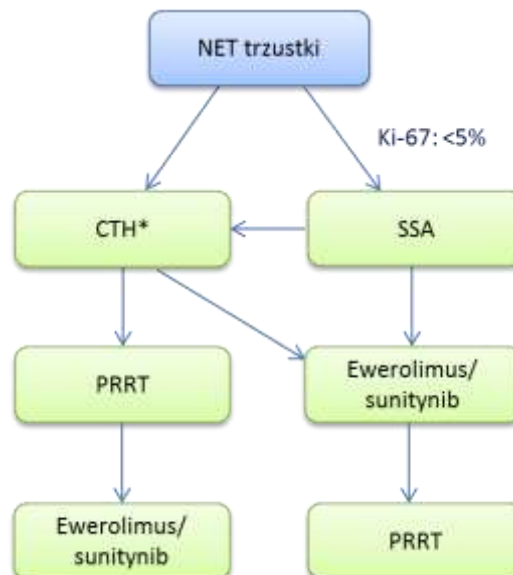 NET trzustki
Ki-67: <5%
CTH*
SSA
PRRT
Ewerolimus/
sunitynib
Ewerolimus/
sunitynib
PRRT